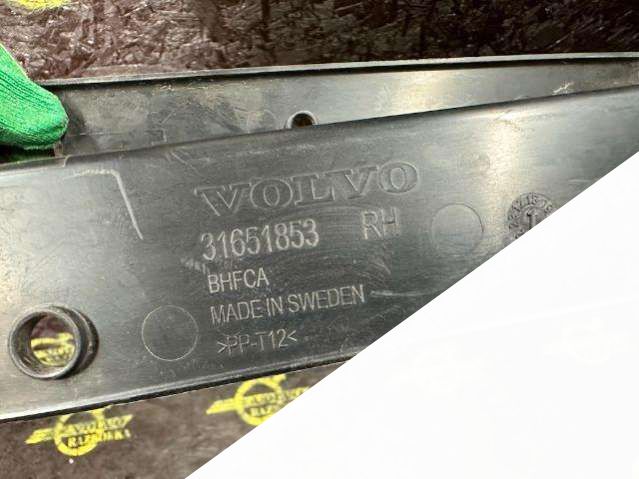 VOLVO
31651853 RH
BHFCA
MADE IN SWEDEN
>PP-T12<